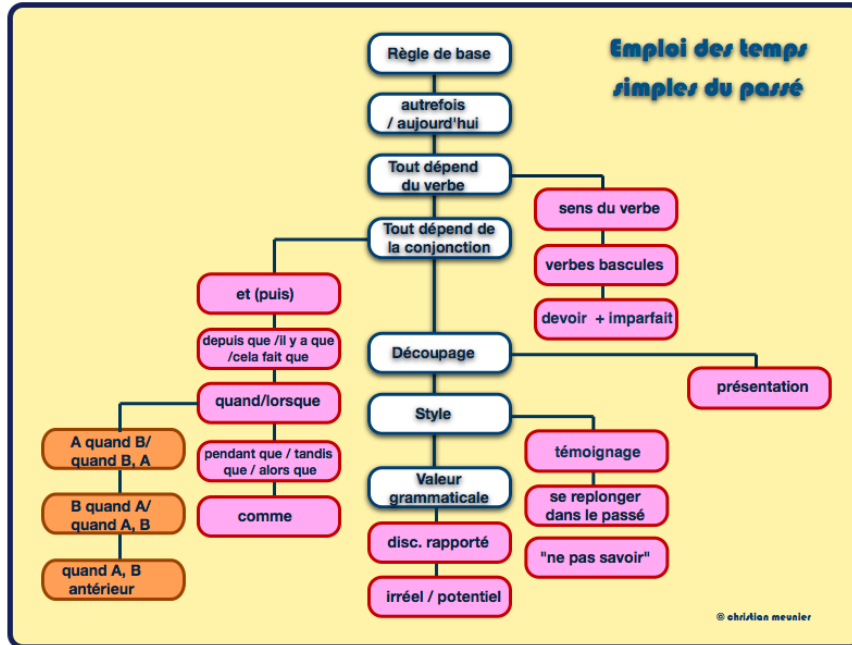 Emploi des temps
simples du passé
Règle de base
autrefois
/ aujourd'hui
Tout dépend
du verbe
sens du verbe
verbes bascules
devoir + imparfait
Tout dépend de
la conjonction
et (puis)
depuis que /il y a que
/cela fait que
quand/lorsque
A quand B/
quand B, A
B quand A/
quand A, B
quand A, B
antérieur
pendant que / tandis
que / alors que
comme
Découpage
présentation
Style
témoignage
se replonger
dans le passé
"ne pas savoir"
Valeur
grammaticale
disc. rapporté
irréel / potentiel
© christian meunier